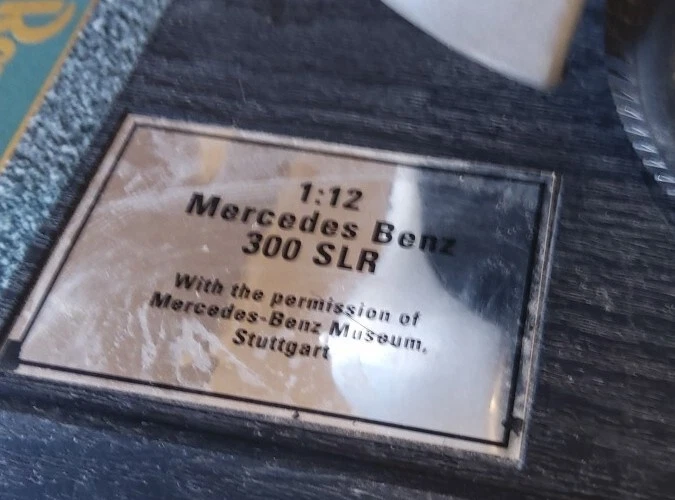 1:12
Mercedes Benz
300 SLR
With the permission of
Mercedes-Benz Museum,
Stuttgart